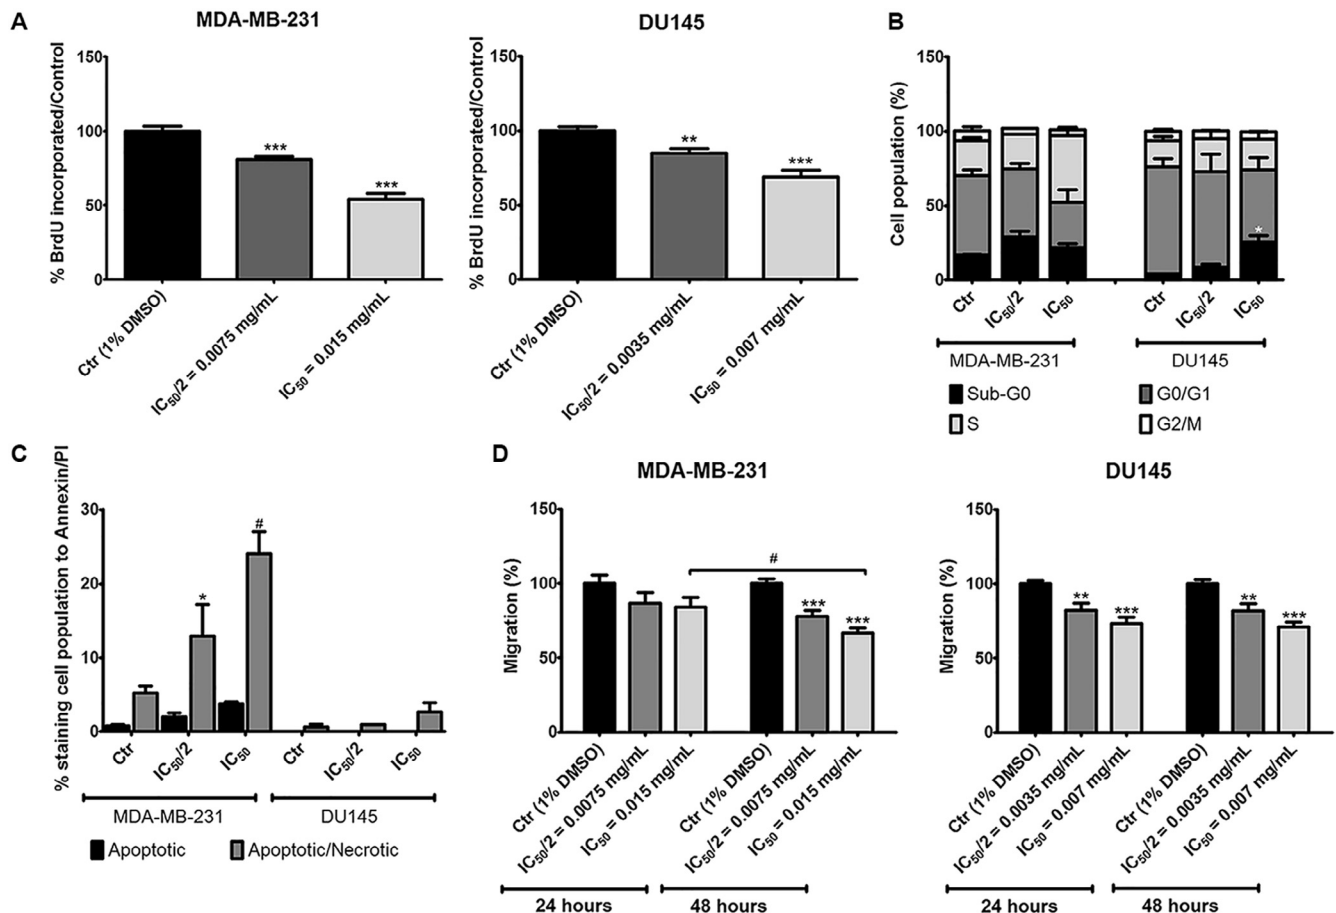 A
MDA-MB-231
% BrdU incorporated/Control
150
100
50
0
***
***
Ctr (1% DMSO)
IC50/2 = 0.0075 mg/mL
IC50 = 0.015 mg/mL
DU145
% BrdU incorporated/Control
150
100
50
0
**
***
Ctr (1% DMSO)
IC50/2 = 0.0035 mg/mL
IC50 = 0.007 mg/mL
B
Cell population (%)
150
100
50
0
*
Ctr
IC50/2
IC50
Ctr
IC50/2
IC50
MDA-MB-231
DU145
Sub-G0
G0/G1
S
G2/M
C
% staining cell population to Annexin/PI
30
20
10
0
*
#
Ctr
IC50/2
IC50
Ctr
IC50/2
IC50
MDA-MB-231
DU145
Apoptotic
Apoptotic/Necrotic
D
MDA-MB-231
Migration (%)
150
100
50
0
#
***
***
Ctr (1% DMSO)
IC50/2 = 0.0075 mg/mL
IC50 = 0.015 mg/mL
Ctr (1% DMSO)
IC50/2 = 0.0075 mg/mL
IC50 = 0.015 mg/mL
24 hours
48 hours
DU145
Migration (%)
150
100
50
0
**
***
**
***
Ctr (1% DMSO)
IC50/2 = 0.0035 mg/mL
IC50 = 0.007 mg/mL
Ctr (1% DMSO)
IC50/2 = 0.0035 mg/mL
IC50 = 0.007 mg/mL
24 hours
48 hours